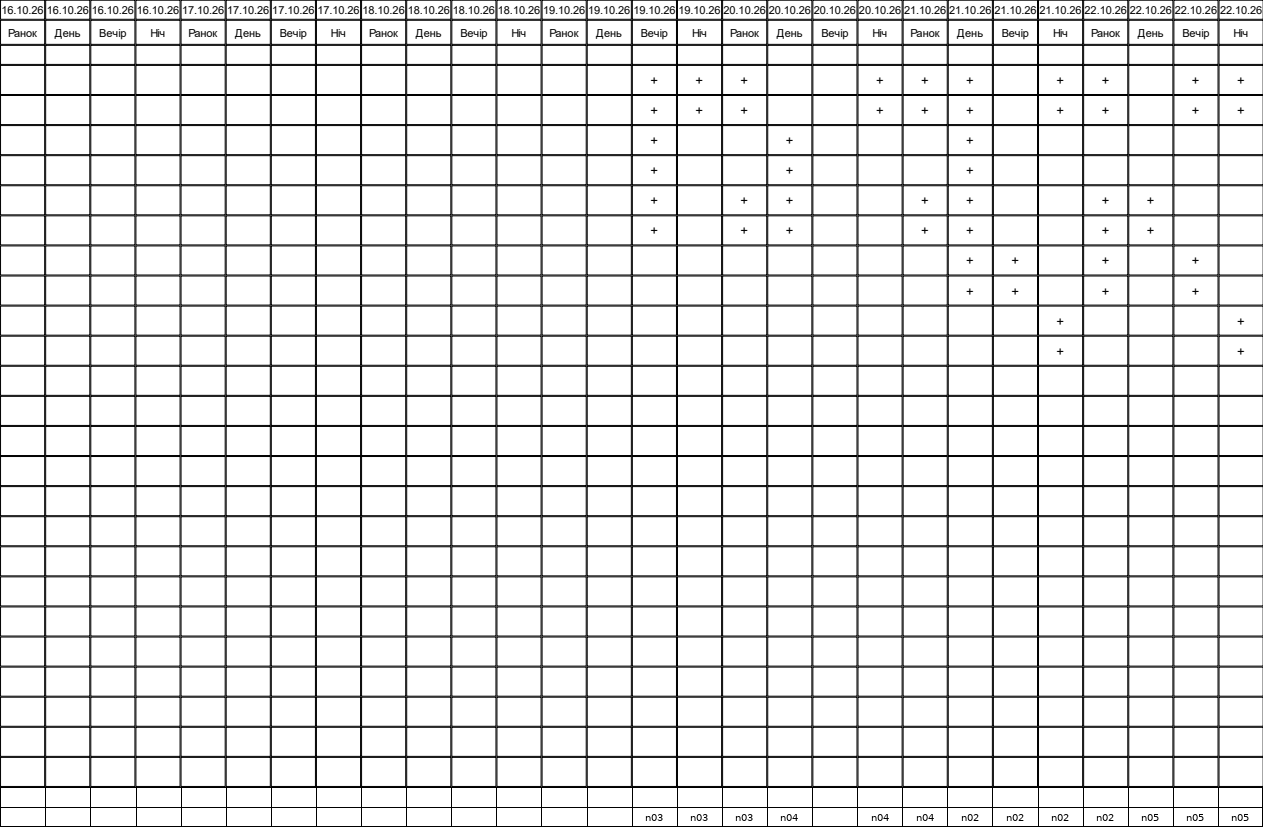 16.10.26 16.10.26 16.10.26 16.10.26 17.10.26 17.10.26 17.10.26 17.10.26 18.10.26 18.10.26 18.10.26 18.10.26 19.10.26 19.10.26 19.10.26 19.10.26 20.10.26 20.10.26 20.10.26 20.10.26 21.10.26 21.10.26 21.10.26 21.10.26 22.10.26 22.10.26 22.10.26 22.10.26
Ранок День Вечір Ніч Ранок День Вечір Ніч Ранок День Вечір Ніч Ранок День Вечір Ніч Ранок День Вечір Ніч Ранок День Вечір Ніч Ранок День Вечір Ніч
+ + + + + + + + + +
+ + + + + + + + + +
+ + +
+ + +
+ + + + + + +
+ + + + + + +
+ + + +
+ + + +
+ +
+ +
n03 n03 n03 n04 n04 n04 n02 n02 n02 n02 n05 n05 n05